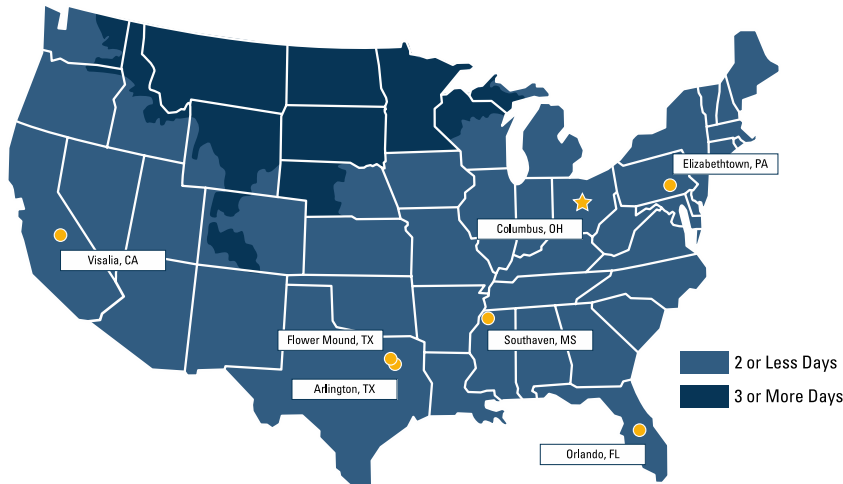 Elizabethtown, PA
Columbus, OH
Visalia, CA
Flower Mound, TX
Southaven, MS
Arlington, TX
Orlando, FL
2 or Less Days
3 or More Days